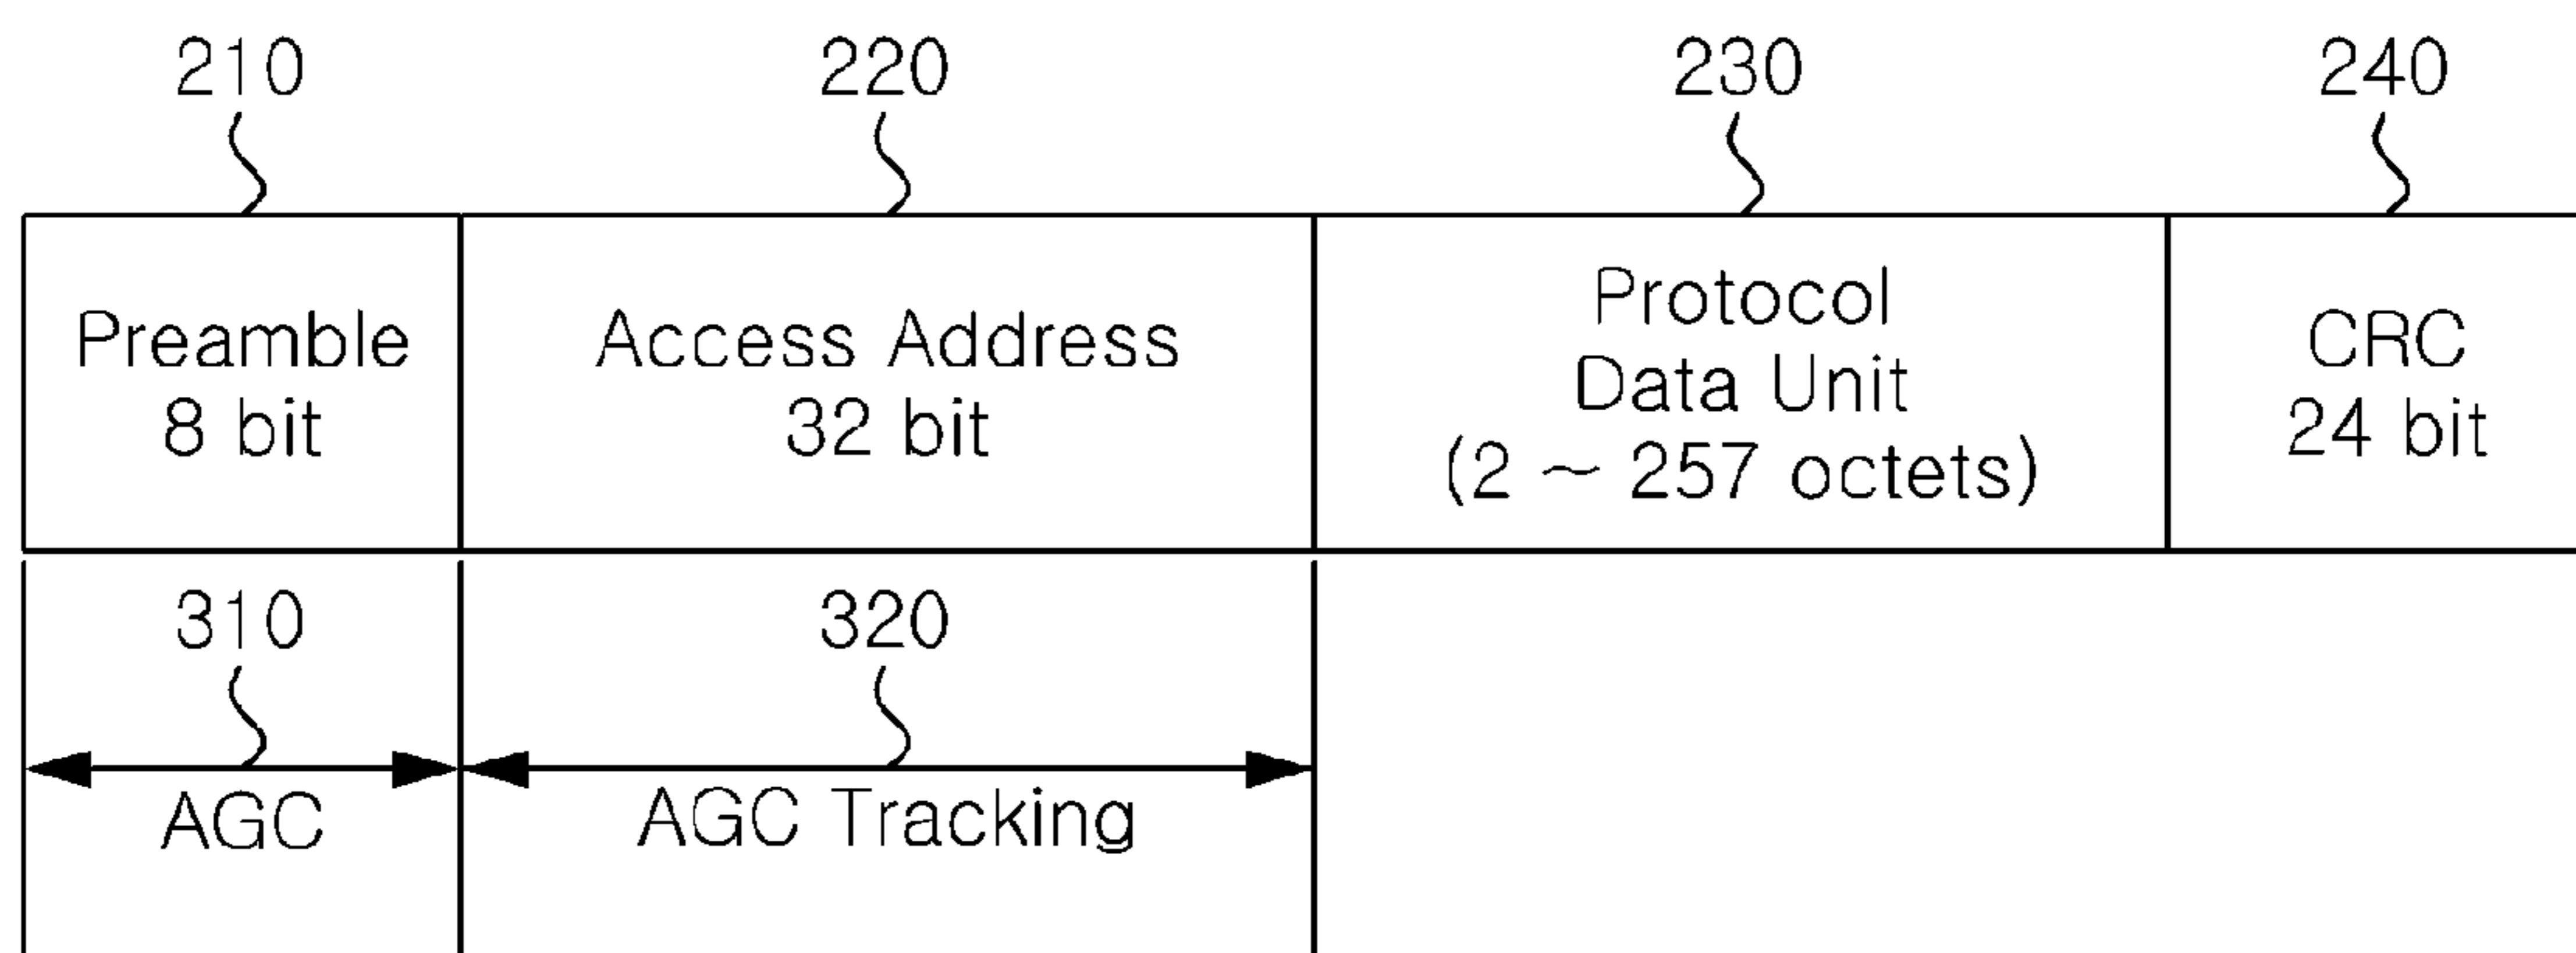 210 220 230 240
Preamble
8 bit
Access Address
32 bit
Protocol
Data Unit
(2 ~ 257 octets)
CRC
24 bit
310 320
AGC
AGC Tracking